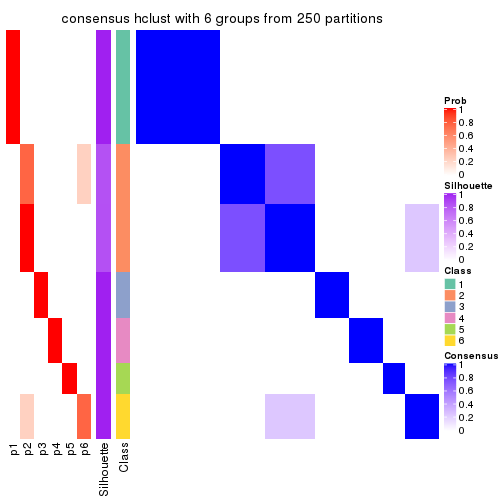 consensus hclust with 6 groups from 250 partitions
Prob
1
0.8
0.6
0.4
0.2
0
Silhouette
1
0.8
0.6
0.4
0.2
0
Class
1
2
3
4
5
6
Consensus
1
0.8
0.6
0.4
0.2
0
p1
p2
p3
p4
p5
p6
Silhouette
Class